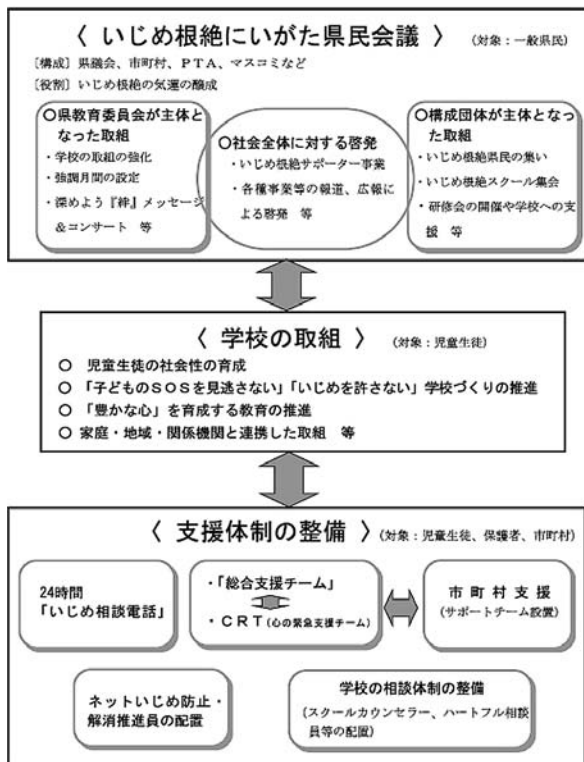 〈 いじめ根絶にいがた県民会議 〉 (対象：一般県民)
［構成］県議会、市町村、ＰＴＡ、マスコミなど
［役割］いじめ根絶の気運の醸成
〇県教育委員会が主体と
なった取組
・学校の取組の強化
・強調月間の設定
・深めよう『絆』メッセージ
＆コンサート　等
〇社会全体に対する啓発
・いじめ根絶サポーター事業
・各種事業等の報道、広報に
よる啓発　等
〇構成団体が主体となっ
た取組
・いじめ根絶県民の集い
・いじめ根絶スクール集会
・研修会の開催や学校への支
援　等
〈 学校の取組 〉 (対象：児童生徒)
〇　児童生徒の社会性の育成
〇「子どものＳＯＳを見逃さない」「いじめを許さない」学校づくりの推進
〇「豊かな心」を育成する教育の推進
〇 家庭・地域・関係機関と連携した取組　等
〈 支援体制の整備 〉(対象：児童生徒、保護者、市町村)
24時間
「いじめ相談電話」
・「総合支援チーム」
・ＣＲＴ(心の緊急支援チーム)
市町村支援
(サポートチーム設置)
ネットいじめ防止・
解消推進員の配置
学校の相談体制の整備
(スクールカウンセラー、ハートフル相談
員等の配置)